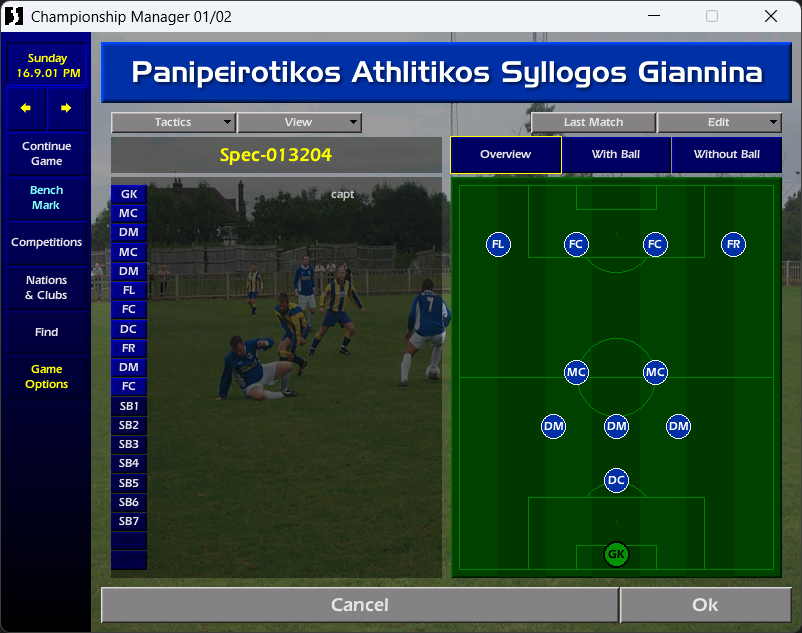 Championship Manager 01/02
Sunday
16.9.01 PM
Continue
Game
Bench
Mark
Competitions
Nations
& Clubs
Find
Game
Options
Panipeirotikos Athlitikos Syllogos Giannina
Tactics
View
Last Match
Edit
Spec-013204
Overview
With Ball
Without Ball
GK capt
MC
DM
MC
DM
FL
FC
DC
FR
DM
FC
SB1
SB2
SB3
SB4
SB5
SB6
SB7
FL FC FC FR
MC MC
DM DM DM
DC
GK
7
Cancel
Ok